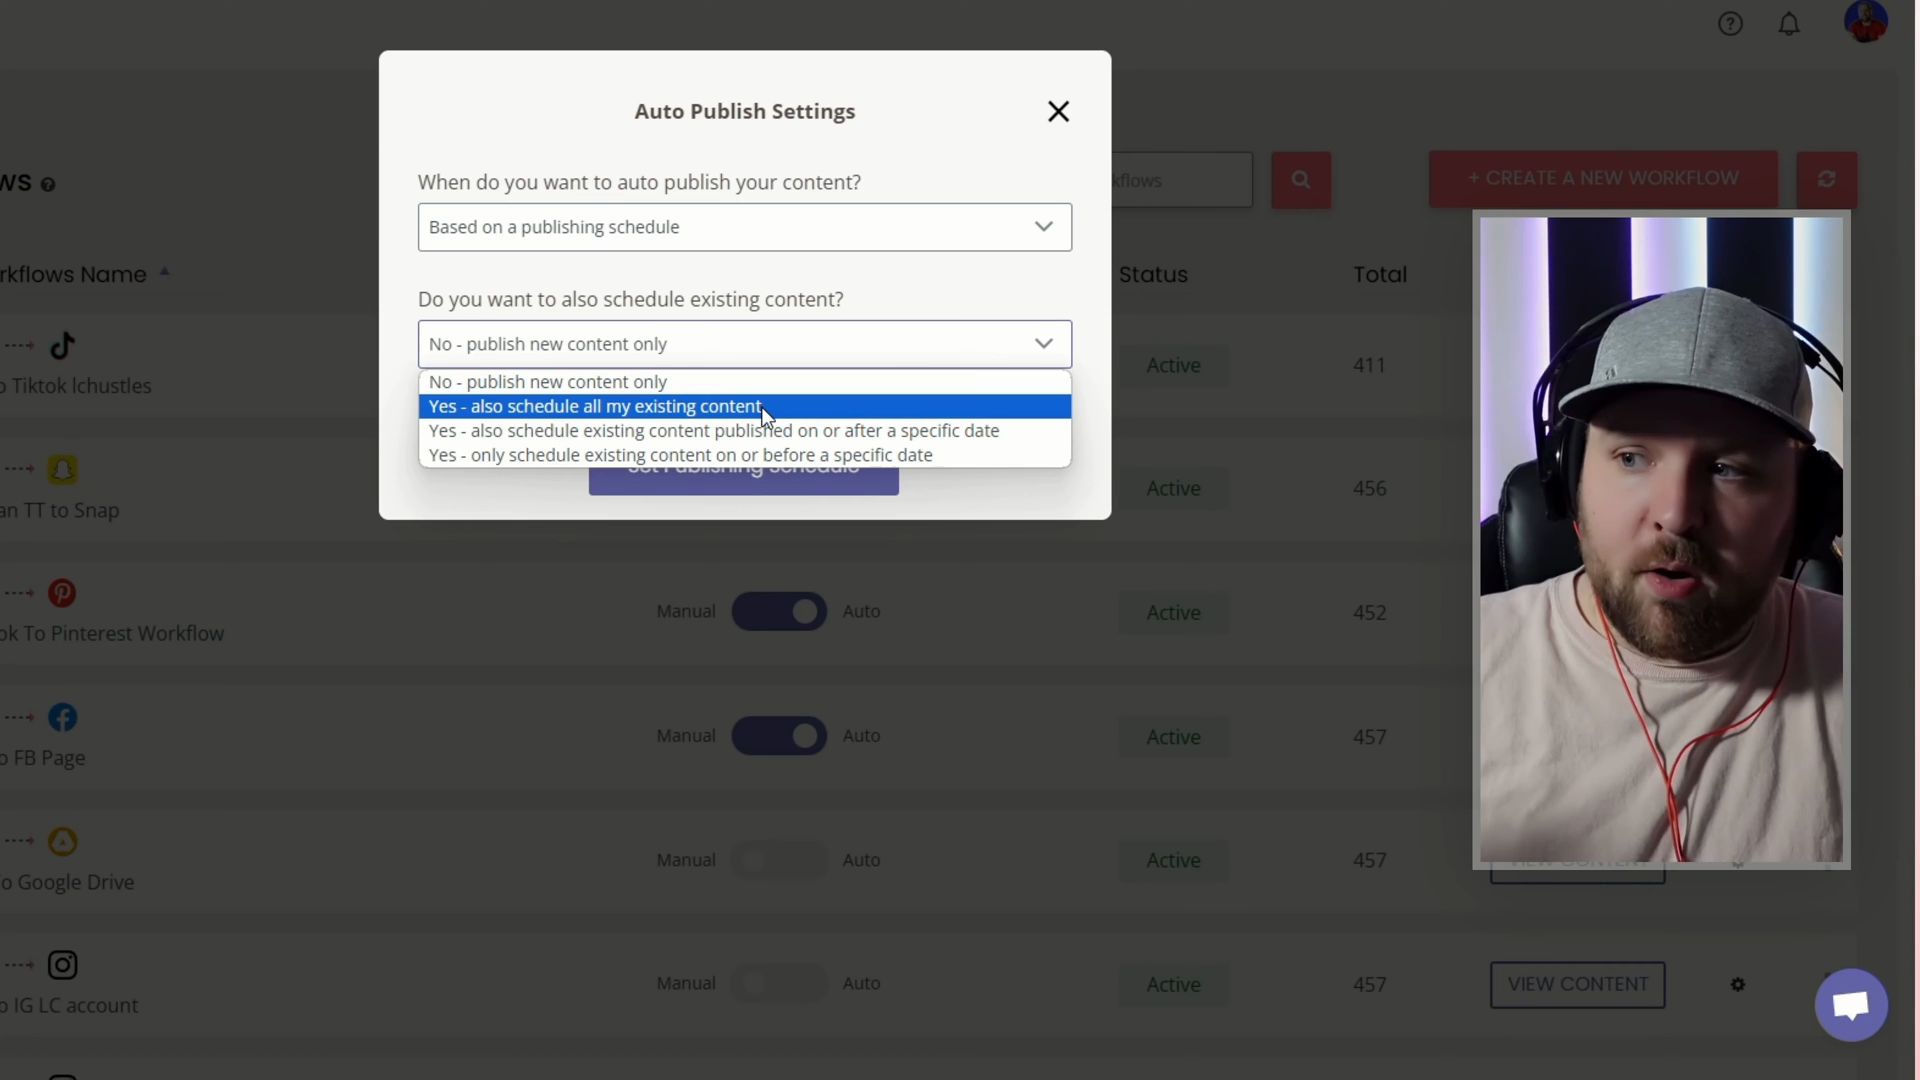 Auto Publish Settings
When do you want to auto publish your content?
Based on a publishing schedule
Do you want to also schedule existing content?
No - publish new content only
No - publish new content only
Yes - also schedule all my existing content
Yes - also schedule existing content published on or after a specific date
Yes - only schedule existing content on or before a specific date
Set Publishing Schedule
ws
kflows
+ CREATE A NEW WORKFLOW
rkflows Name
Status
Total
o Tiktok lchustles
Active
411
an TT to Snap
Active
456
ok To Pinterest Workflow
Manual
Auto
Active
452
o FB Page
Manual
Auto
Active
457
o Google Drive
Manual
Auto
Active
457
VIEW CONTENT
o IG LC account
Manual
Auto
Active
457
VIEW CONTENT